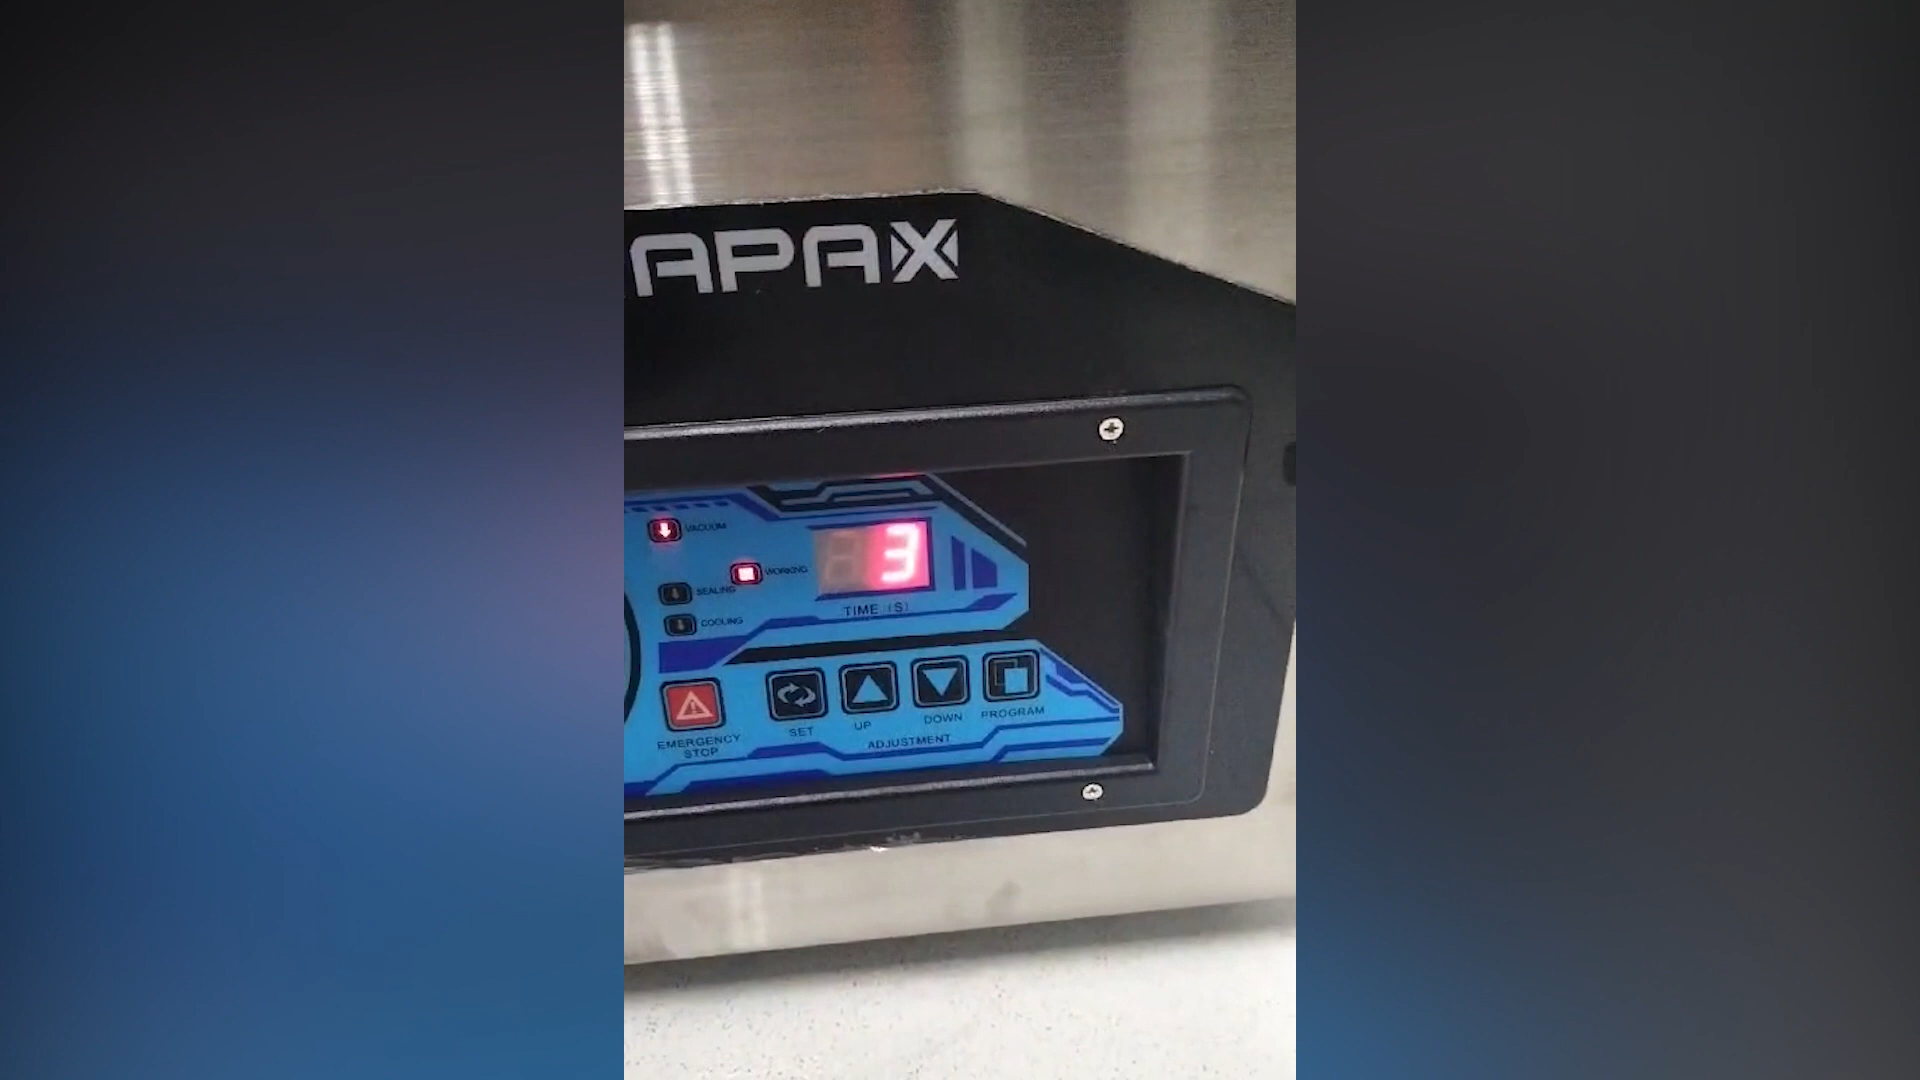 APAX
VACUUM
3
WORKING
SEALING
TIME (S)
COOLING
EMERGENCY
STOP
SET
UP
DOWN
PROGRAM
ADJUSTMENT